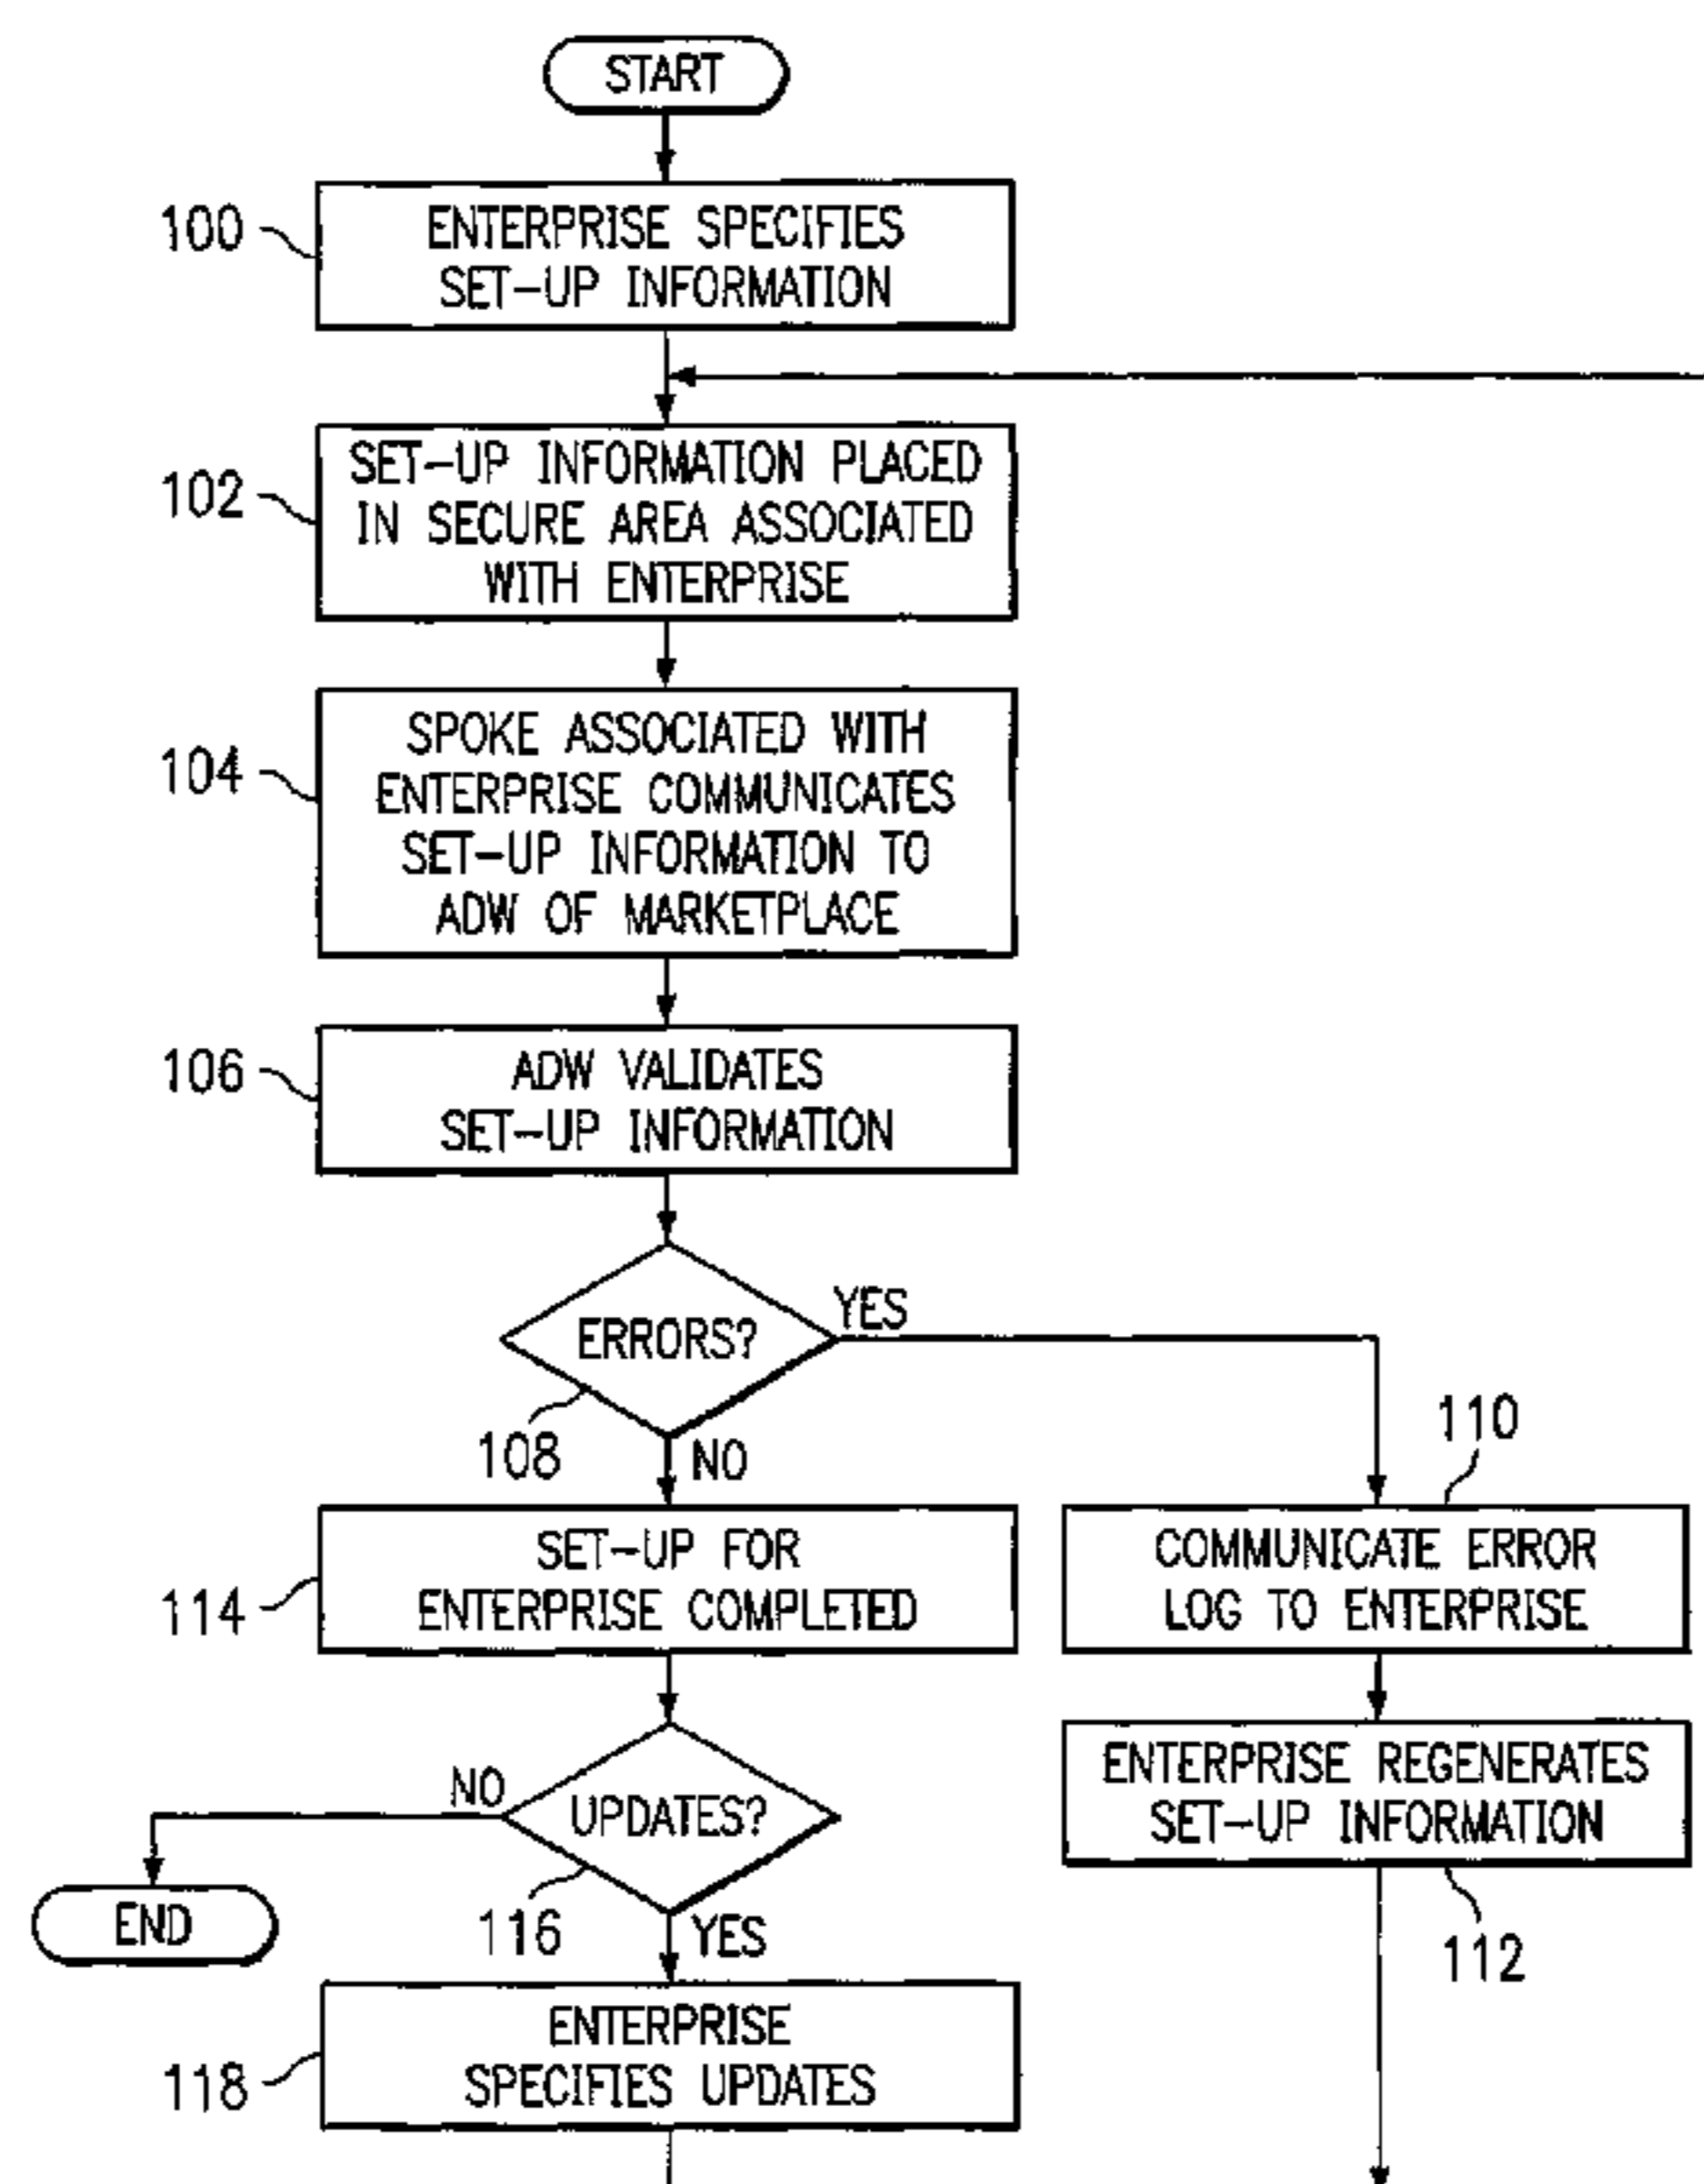 START
100
ENTERPRISE SPECIFIES
SET-UP INFORMATION
102
SET-UP INFORMATION PLACED
IN SECURE AREA ASSOCIATED
WITH ENTERPRISE
104
SPOKE ASSOCIATED WITH
ENTERPRISE COMMUNICATES
SET-UP INFORMATION TO
ADW OF MARKETPLACE
106
ADW VALIDATES
SET-UP INFORMATION
ERRORS?
YES
108
NO
110
114
SET-UP FOR
ENTERPRISE COMPLETED
COMMUNICATE ERROR
LOG TO ENTERPRISE
ENTERPRISE REGENERATES
SET-UP INFORMATION
112
NO
UPDATES?
END
116
YES
118
ENTERPRISE
SPECIFIES UPDATES